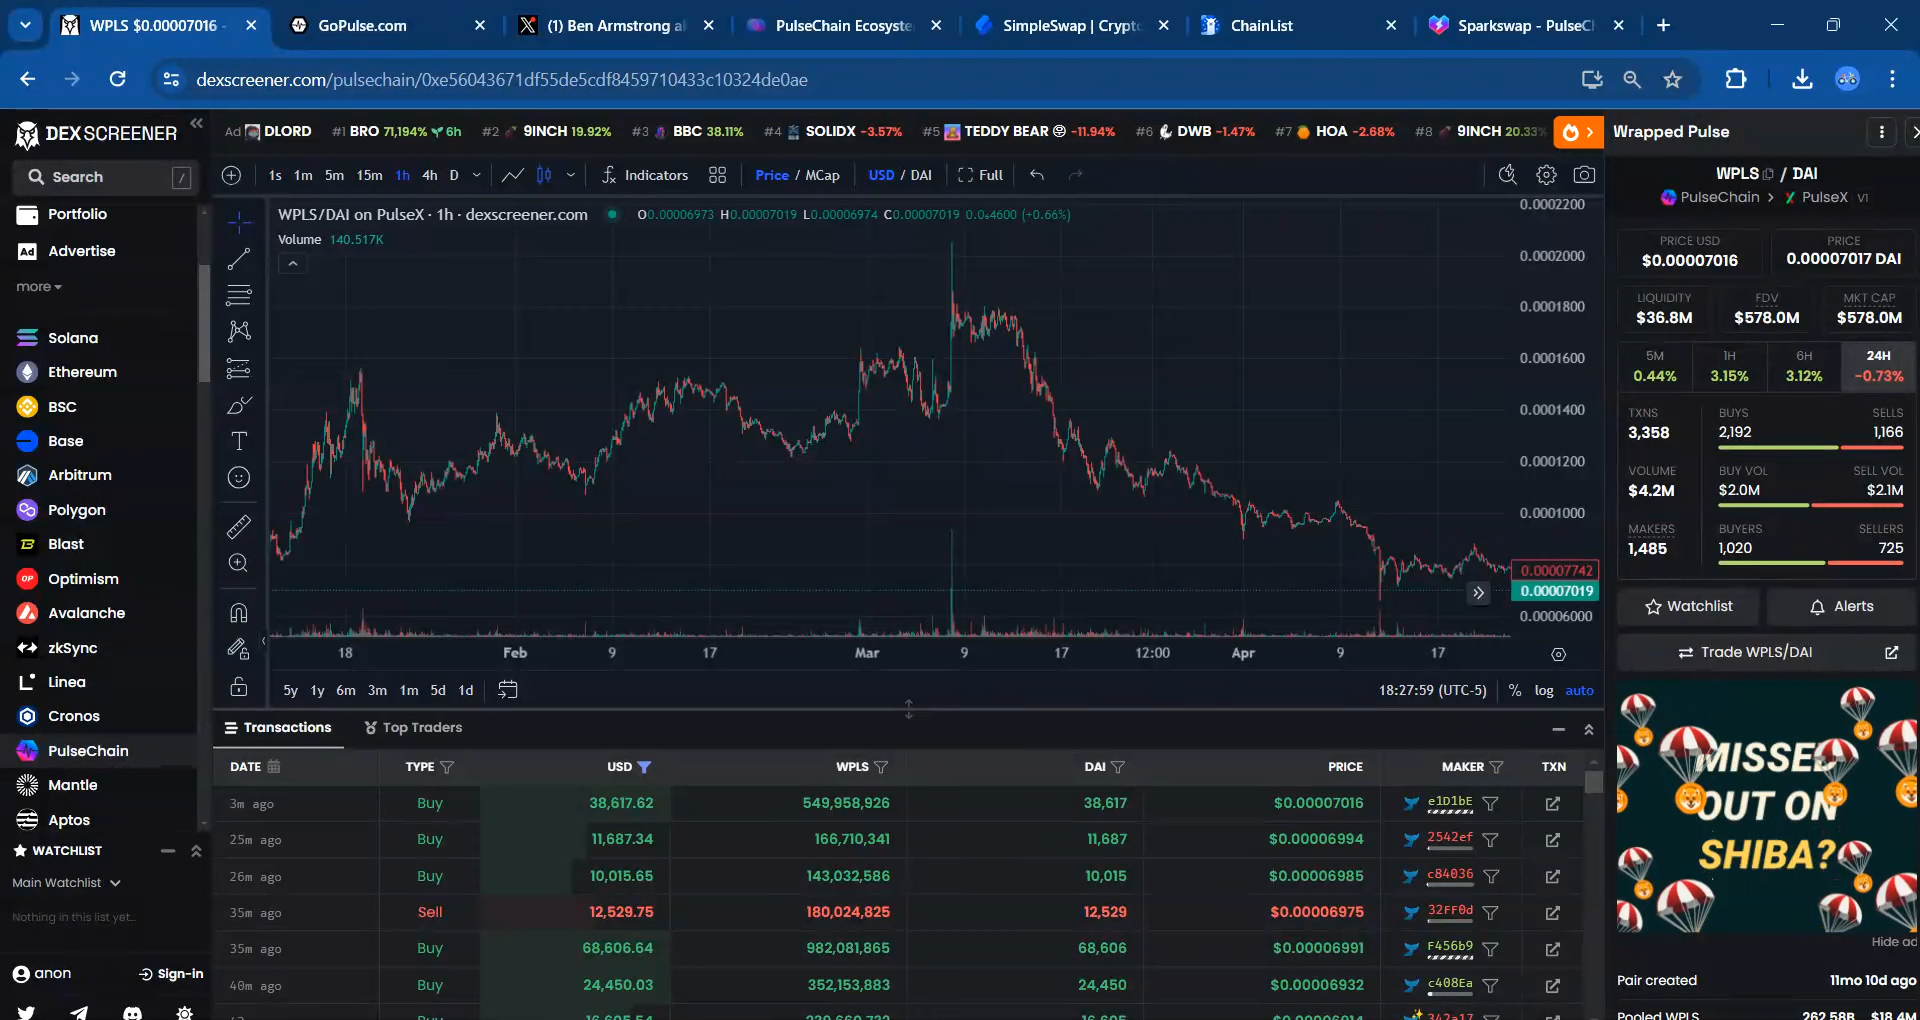 WPLS $0.00007016 -
GoPulse.com
(1) Ben Armstrong a
PulseChain Ecosyste
SimpleSwap | Crypto
ChainList
Sparkswap - PulseC
dexscreener.com/pulsechain/0xe56043671df55de5cdf8459710433c10324de0ae
DEX SCREENER
Ad DLORD #1 BRO 71,194% 6h #2 9INCH 19.92% #3 BBC 38.11% #4 SOLIDX -3.57% #5 TEDDY BEAR -11.94% #6 DWB -1.47% #7 HOA -2.68% #8 9INCH 20.33%
Wrapped Pulse
Search /
Portfolio
Ad Advertise
more
Solana
Ethereum
BSC
Base
Arbitrum
Polygon
Blast
OP Optimism
Avalanche
zkSync
Linea
Cronos
PulseChain
Mantle
Aptos
WATCHLIST
Main Watchlist
Nothing in this list yet...
anon Sign-in
1s 1m 5m 15m 1h 4h D Indicators Price / MCap USD / DAI Full
WPLS/DAI on PulseX · 1h · dexscreener.com O0.00006973 H0.00007019 L0.00006974 C0.00007019 0.0₆4600 (+0.66%)
Volume 140.517K
0.0002200
0.0002000
0.0001800
0.0001600
0.0001400
0.0001200
0.0001000
0.00007742
0.00007019
0.00006000
18 Feb 9 17 Mar 9 17 12:00 Apr 9 17
5y 1y 6m 3m 1m 5d 1d 18:27:59 (UTC-5) % log auto
Transactions Top Traders
DATE TYPE USD WPLS DAI PRICE MAKER TXN
3m ago Buy 38,617.62 549,958,926 38,617 $0.00007016 e1D1bE
25m ago Buy 11,687.34 166,710,341 11,687 $0.00006994 2542ef
26m ago Buy 10,015.65 143,032,586 10,015 $0.00006985 c84036
35m ago Sell 12,529.75 180,024,825 12,529 $0.00006975 32FF0d
35m ago Buy 68,606.64 982,081,865 68,606 $0.00006991 F456b9
40m ago Buy 24,450.03 352,153,883 24,450 $0.00006932 c408Ea
WPLS / DAI
PulseChain > PulseX V1
PRICE USD PRICE
$0.00007016 0.00007017 DAI
LIQUIDITY FDV MKT CAP
$36.8M $578.0M $578.0M
5M 1H 6H 24H
0.44% 3.15% 3.12% -0.73%
TXNS BUYS SELLS
3,358 2,192 1,166
VOLUME BUY VOL SELL VOL
$4.2M $2.0M $2.1M
MAKERS BUYERS SELLERS
1,485 1,020 725
Watchlist Alerts
Trade WPLS/DAI
MISSED
OUT ON
SHIBA?
Hide ad
Pair created 11mo 10d ago
Pooled WPLS 262.58B $18.4M